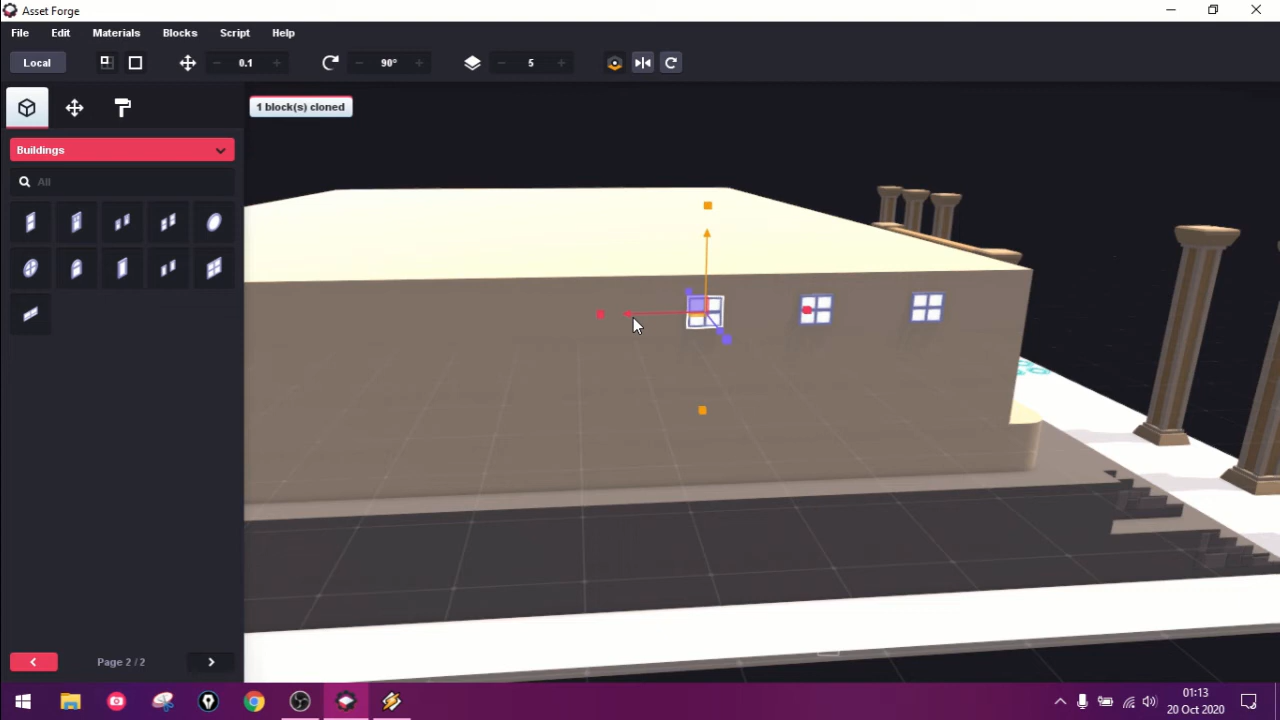 Asset Forge
File Edit Materials Blocks Script Help
Local 0.1 90° 5
1 block(s) cloned
Buildings
All
Page 2 / 2
01:13
20 Oct 2020